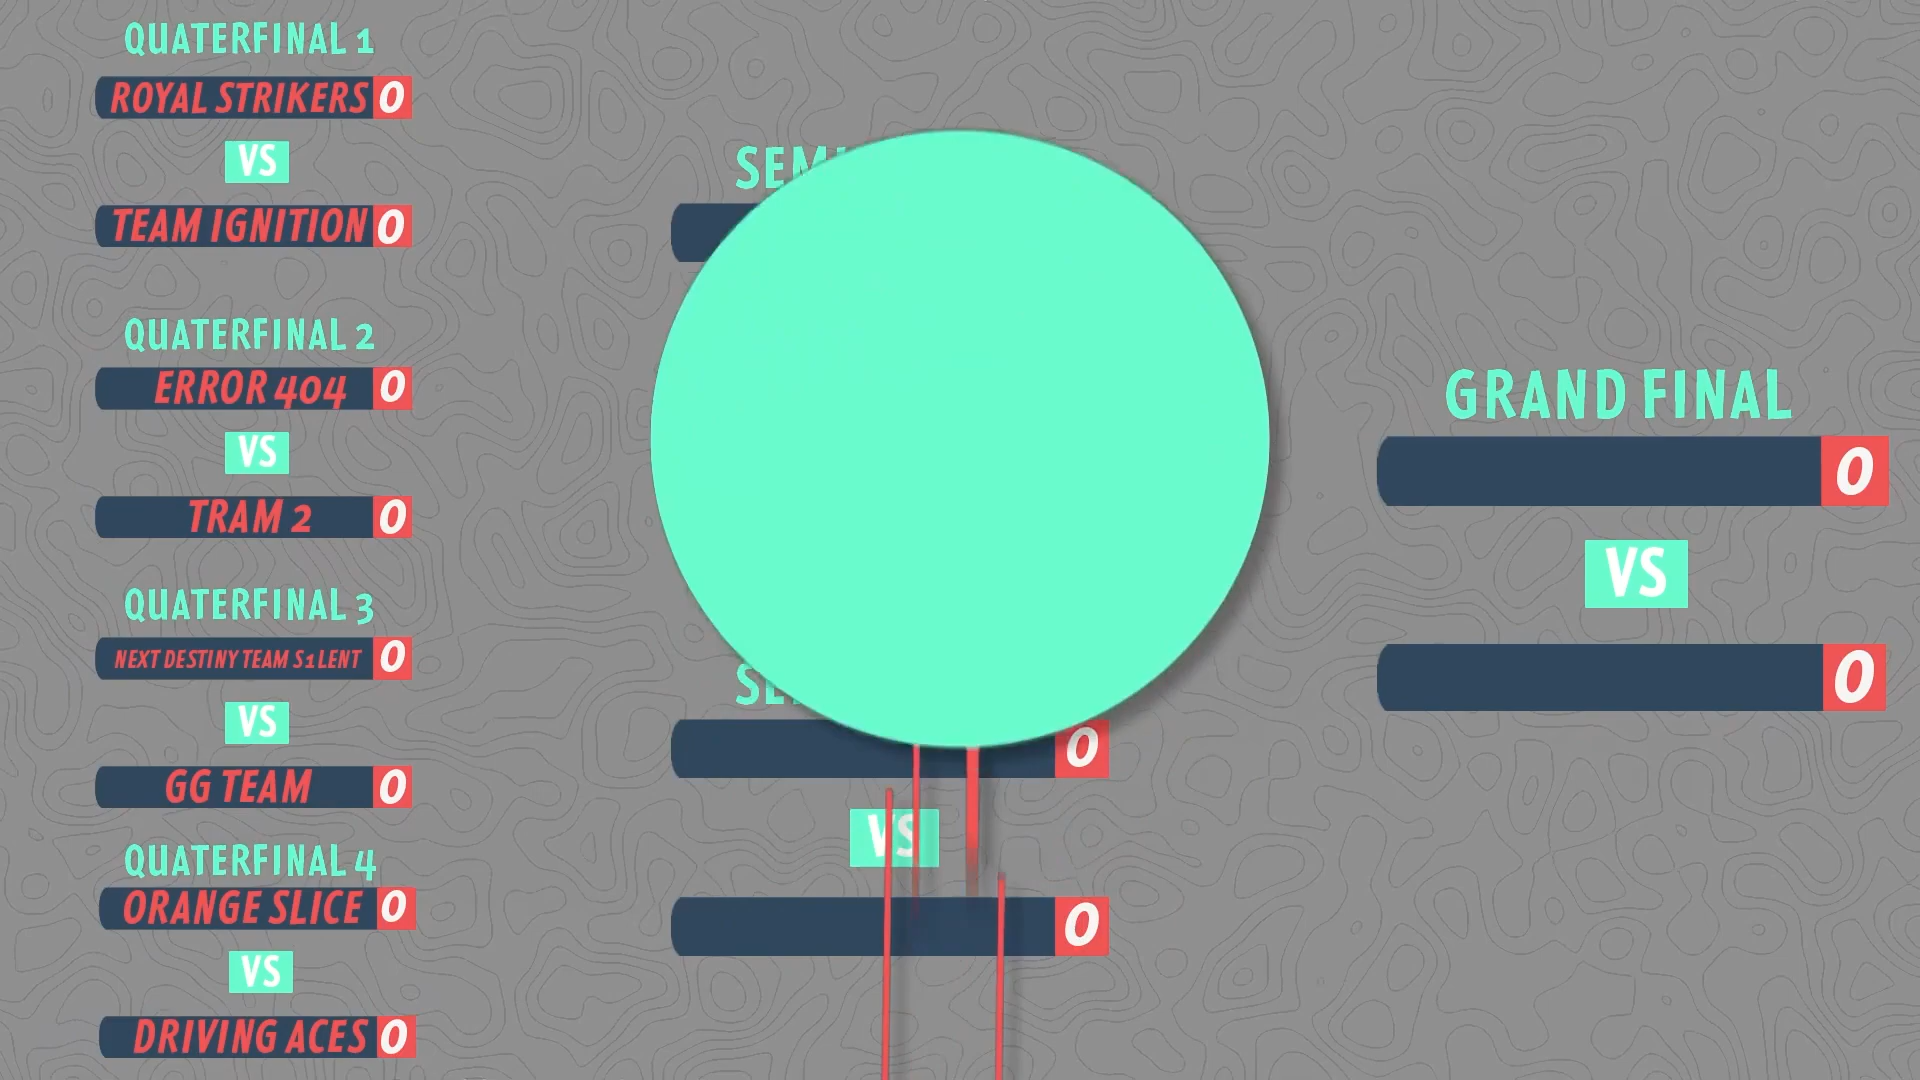 QUATERFINAL 1
ROYAL STRIKERS 0
VS
TEAM IGNITION 0
QUATERFINAL 2
ERROR 404 0
VS
TRAM 2 0
QUATERFINAL 3
NEXT DESTINY TEAM S1LENT 0
VS
GG TEAM 0
QUATERFINAL 4
ORANGE SLICE 0
VS
DRIVING ACES 0
0
VS
0
GRAND FINAL
0
VS
0